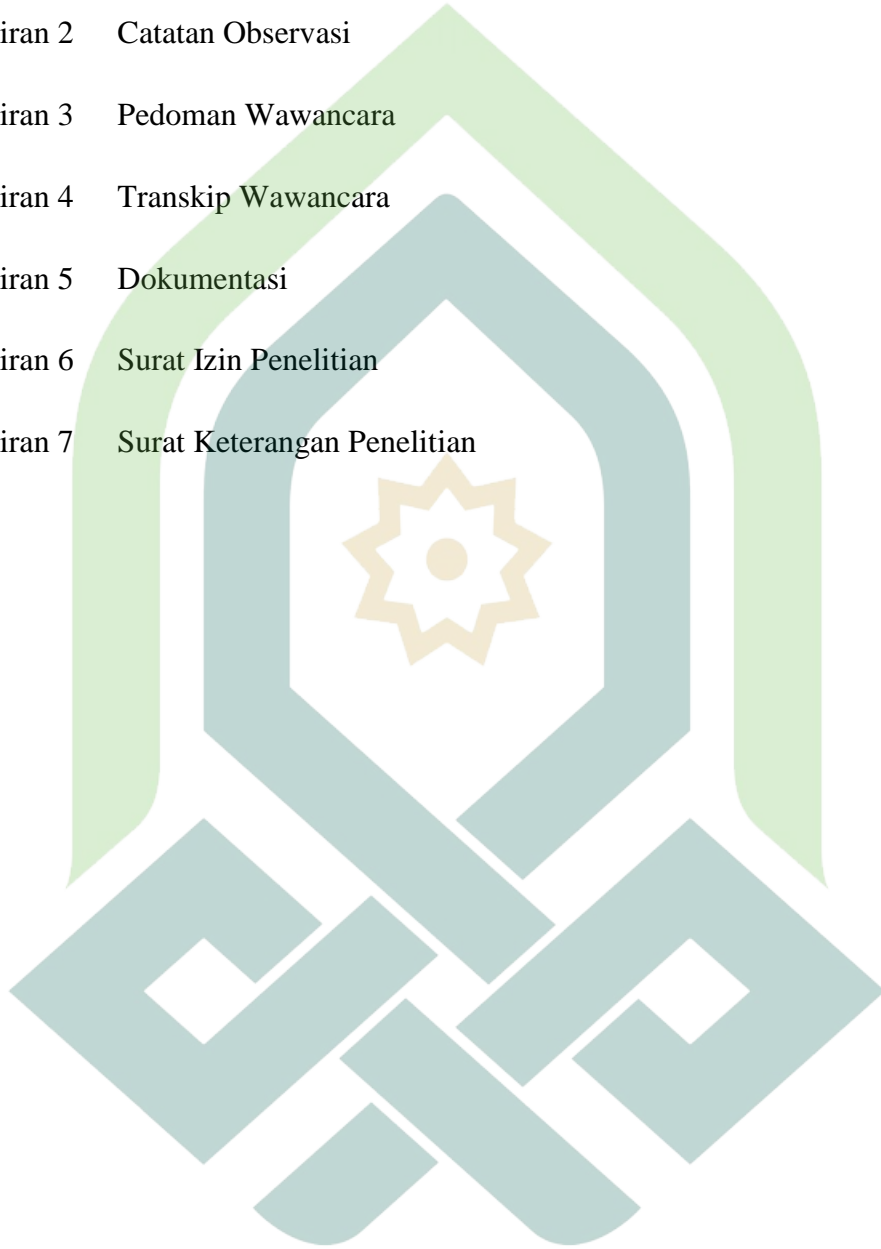 iran 2 Catatan Observasi
iran 3 Pedoman Wawancara
iran 4 Transkip Wawancara
iran 5 Dokumentasi
iran 6 Surat Izin Penelitian
iran 7 Surat Keterangan Penelitian